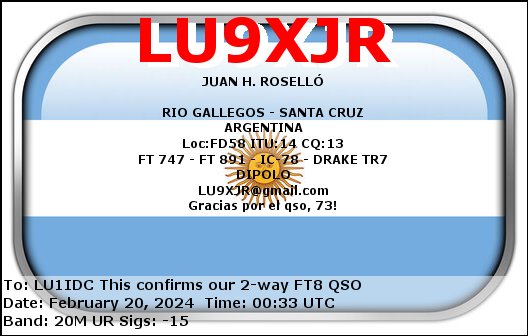 LU9XJR
JUAN H. ROSELLÓ
RIO GALLEGOS - SANTA CRUZ
ARGENTINA
Loc:FD58 ITU:14 CQ:13
FT 747 - FT 891 - IC-78 - DRAKE TR7
DIPOLO
LU9XJR@gmail.com
Gracias por el qso, 73!
To: LU1IDC This confirms our 2-way FT8 QSO
Date: February 20, 2024 Time: 00:33 UTC
Band: 20M UR Sigs: -15